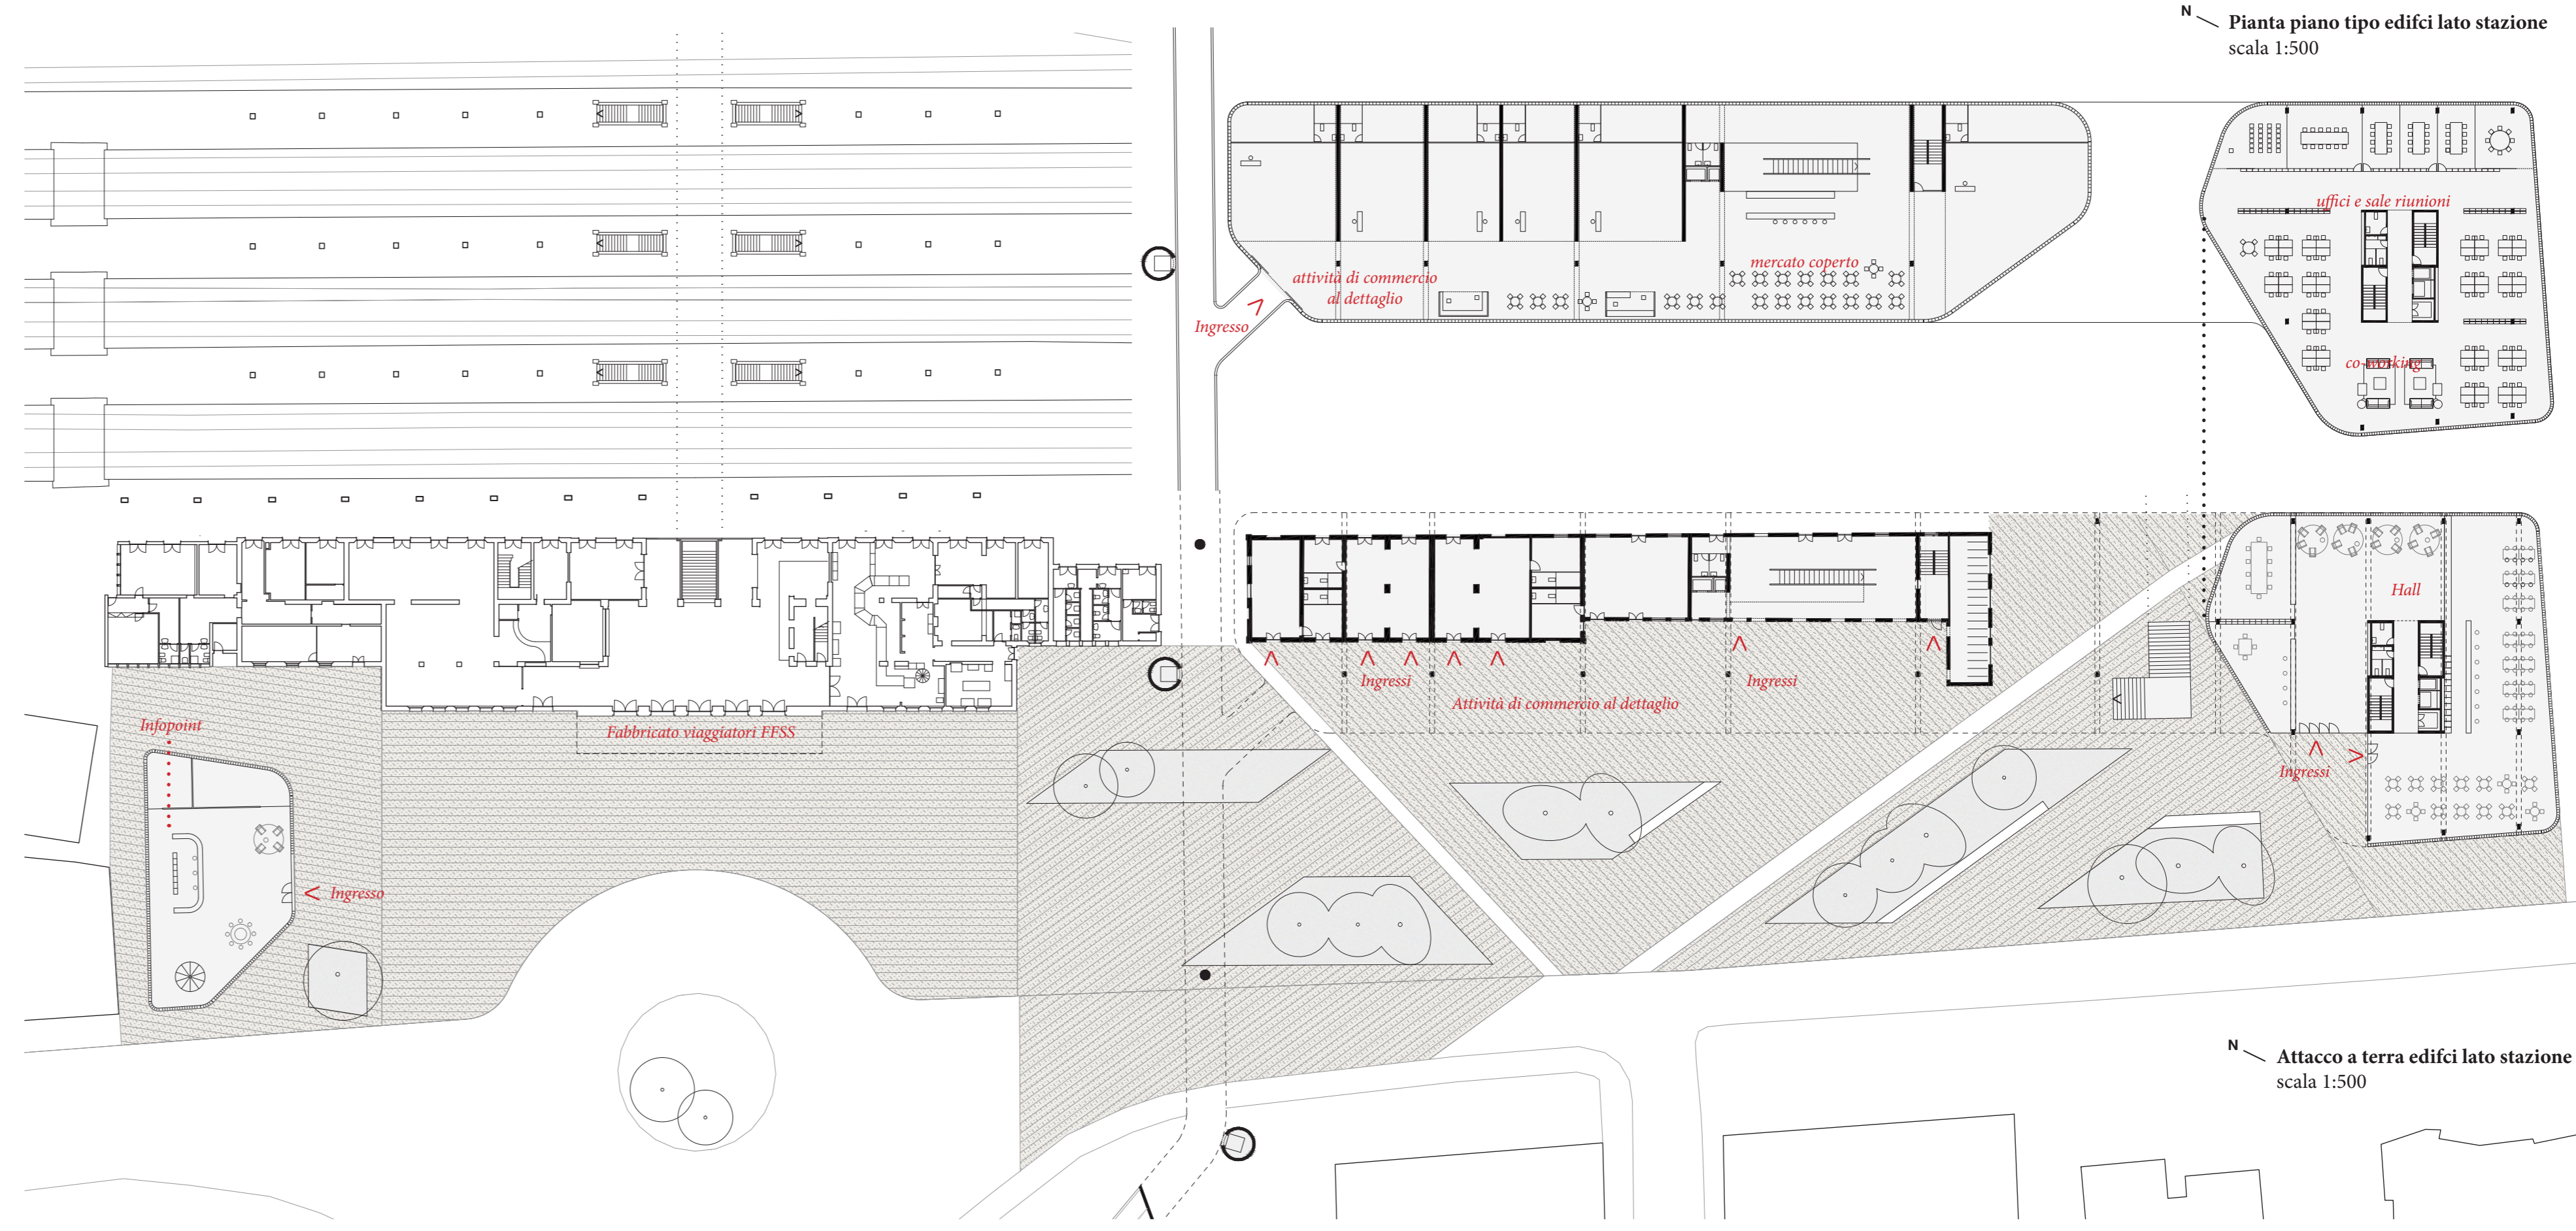 N
Pianta piano tipo edifci lato stazione
scala 1:500
uffici e sale riunioni
mercato coperto
attività di commercio
al dettaglio
Ingresso
co-working
Hall
Ingressi
Ingressi
Attività di commercio al dettaglio
Infopoint
Fabbricato viaggiatori FFSS
Ingressi
Ingresso
N
Attacco a terra edifci lato stazione
scala 1:500